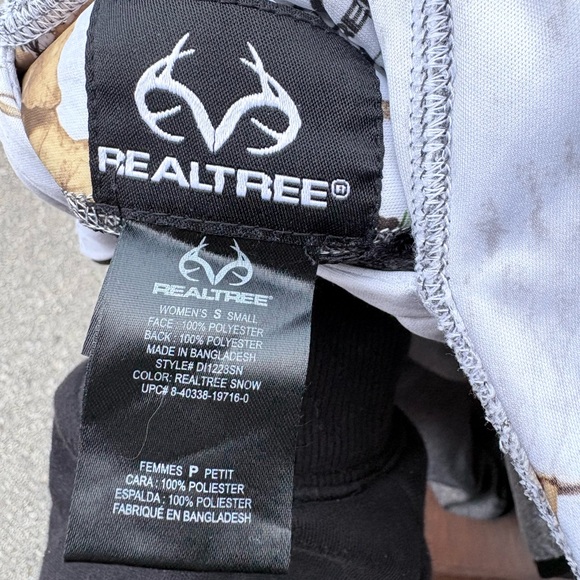 REALTREE®
REALTREE
WOMEN'S S SMALL
FACE: 100% POLYESTER
BACK: 100% POLYESTER
MADE IN BANGLADESH
STYLE# DI1223SN
COLOR: REALTREE SNOW
UPC# 8-40338-19716-0
FEMMES P PETIT
CARA: 100% POLIESTER
ESPALDA: 100% POLIESTER
FABRIQUÉ EN BANGLADESH